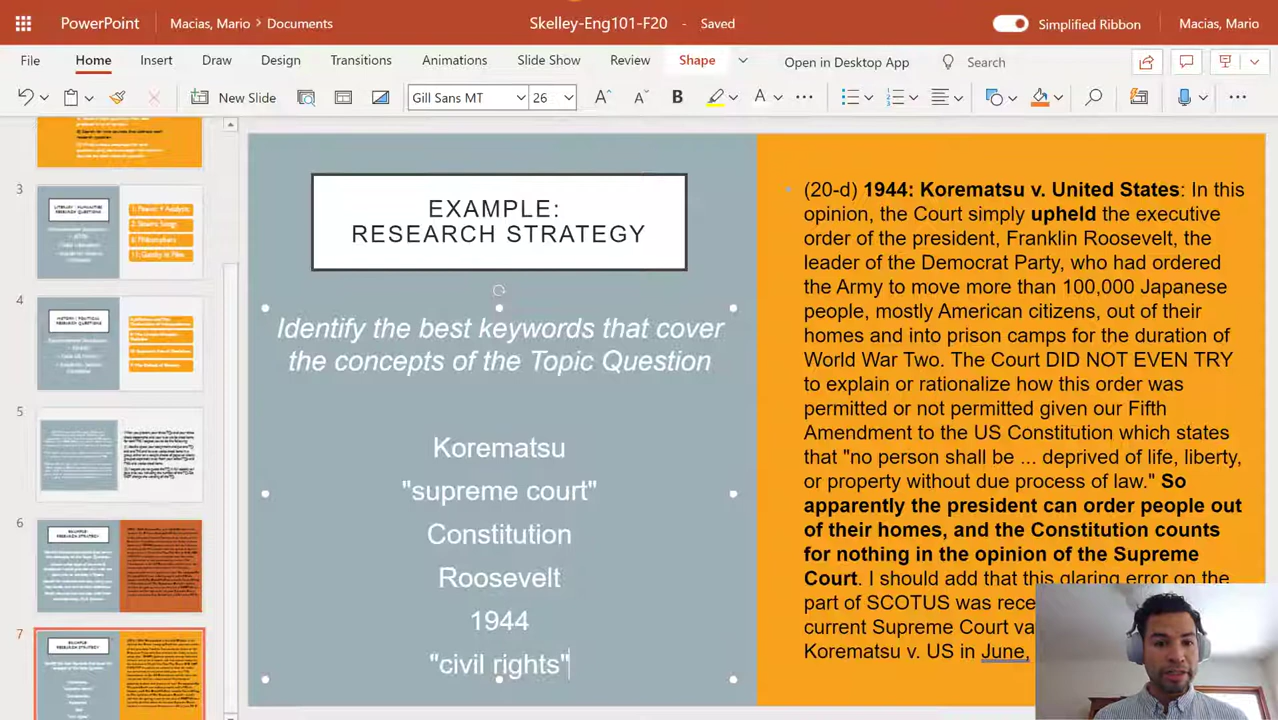 PowerPoint
Macias, Mario > Documents
Skelley-Eng101-F20 - Saved
Simplified Ribbon
Macias, Mario
File
Home
Insert
Draw
Design
Transitions
Animations
Slide Show
Review
Shape
Open in Desktop App
Search
New Slide
Gill Sans MT
26
3
4
5
6
7
EXAMPLE:
RESEARCH STRATEGY
Identify the best keywords that cover
the concepts of the Topic Question
Korematsu
"supreme court"
Constitution
Roosevelt
1944
"civil rights"
(20-d) 1944: Korematsu v. United States: In this
opinion, the Court simply upheld the executive
order of the president, Franklin Roosevelt, the
leader of the Democrat Party, who had ordered
the Army to move more than 100,000 Japanese
people, mostly American citizens, out of their
homes and into prison camps for the duration of
World War Two. The Court DID NOT EVEN TRY
to explain or rationalize how this order was
permitted or not permitted given our Fifth
Amendment to the US Constitution which states
that "no person shall be ... deprived of life, liberty,
or property without due process of law." So
apparently the president can order people out
of their homes, and the Constitution counts
for nothing in the opinion of the Supreme
Court. I should add that this glaring error on the
part of SCOTUS was rece
current Supreme Court va
Korematsu v. US in June,